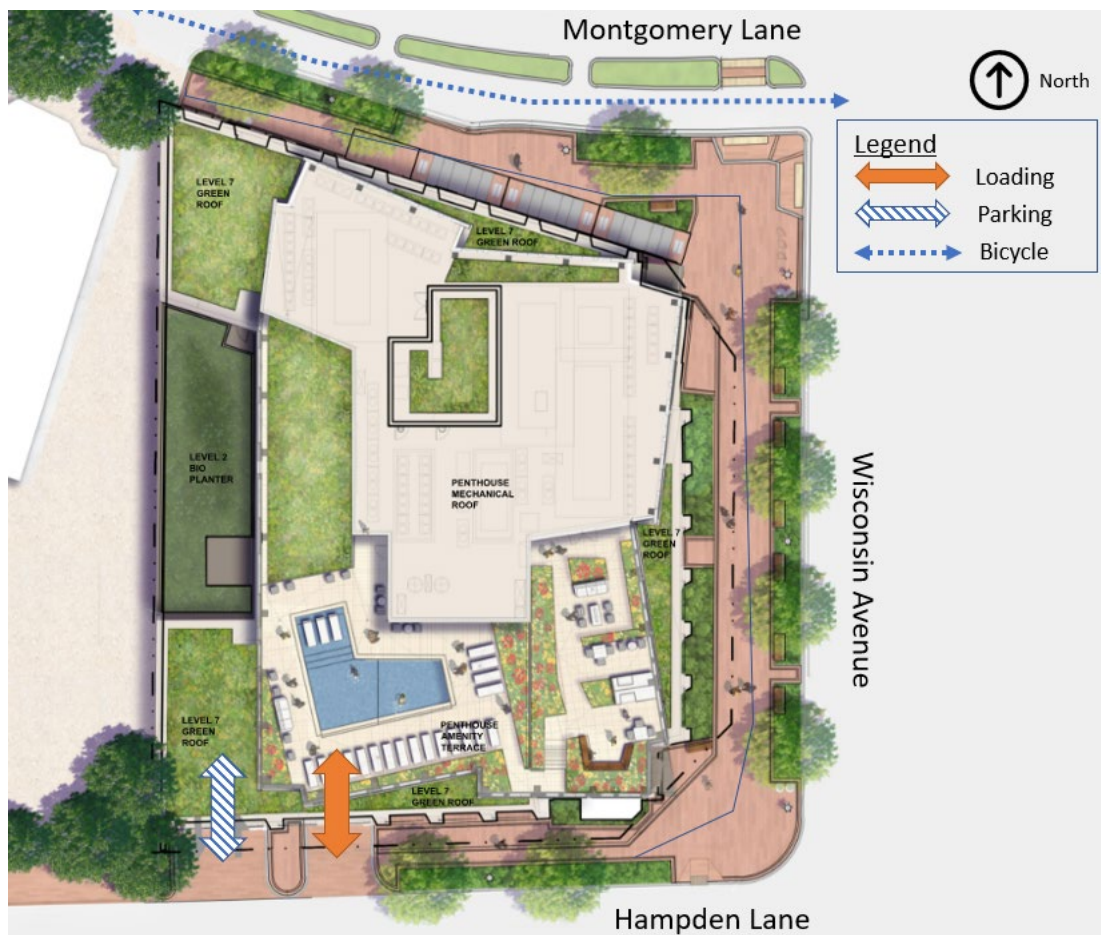 Montgomery Lane
North
Legend
Loading
Parking
Bicycle
LEVEL 7
GREEN
ROOF
LEVEL 7
GREEN ROOF
LEVEL 2
BIO
PLANTER
PENTHOUSE
MECHANICAL
ROOF
LEVEL 7
GREEN
ROOF
Wisconsin Avenue
LEVEL 7
GREEN
ROOF
PENTHOUSE
AMENITY
TERRACE
LEVEL 7
GREEN ROOF
Hampden Lane